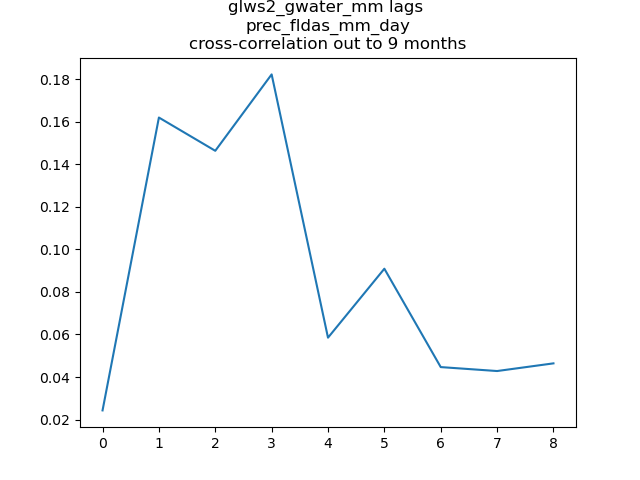 glws2_gwater_mm lags
prec_fldas_mm_day
cross-correlation out to 9 months
0.18
0.16
0.14
0.12
0.10
0.08
0.06
0.04
0.02
0 1 2 3 4 5 6 7 8